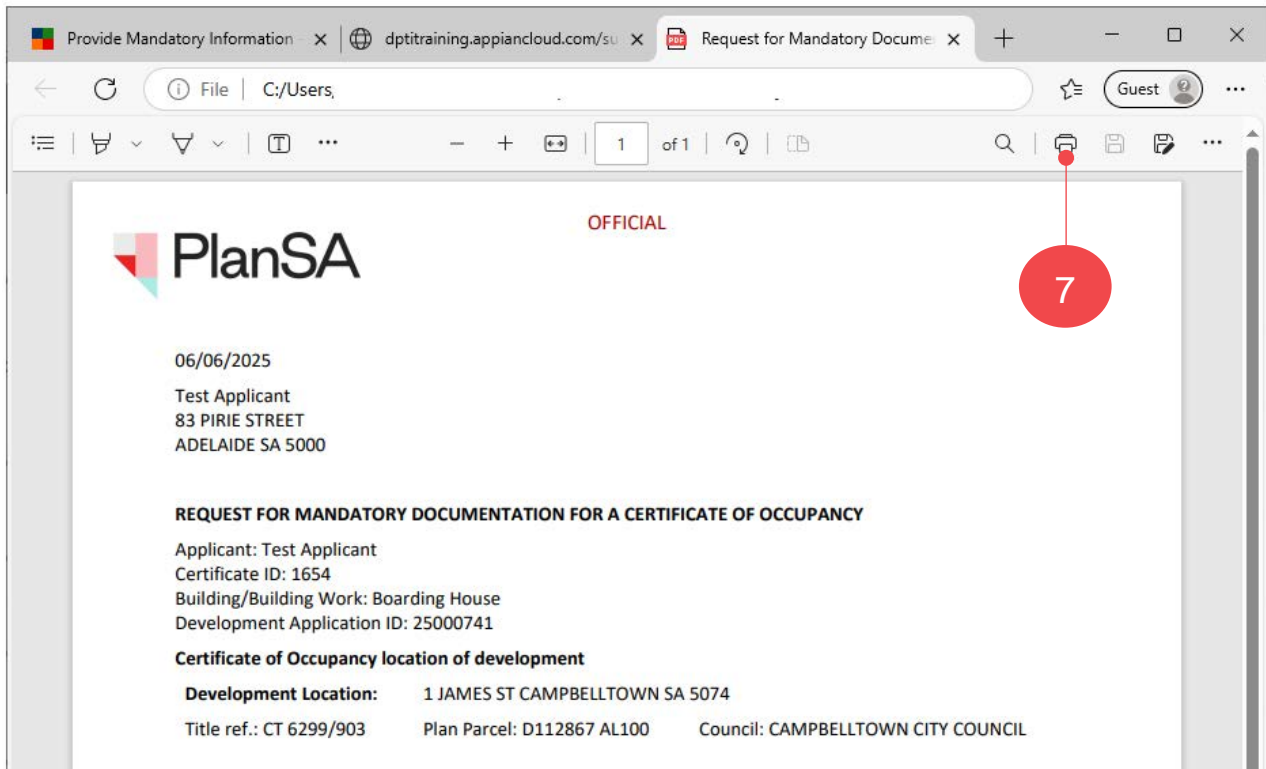 Provide Mandatory Information
dptitraining.appiancloud.com/su
Request for Mandatory Docume
File
C:/Users,
Guest
1
of 1
OFFICIAL
PlanSA
7
06/06/2025
Test Applicant
83 PIRIE STREET
ADELAIDE SA 5000
REQUEST FOR MANDATORY DOCUMENTATION FOR A CERTIFICATE OF OCCUPANCY
Applicant: Test Applicant
Certificate ID: 1654
Building/Building Work: Boarding House
Development Application ID: 25000741
Certificate of Occupancy location of development
Development Location: 1 JAMES ST CAMPBELLTOWN SA 5074
Title ref.: CT 6299/903 Plan Parcel: D112867 AL100 Council: CAMPBELLTOWN CITY COUNCIL